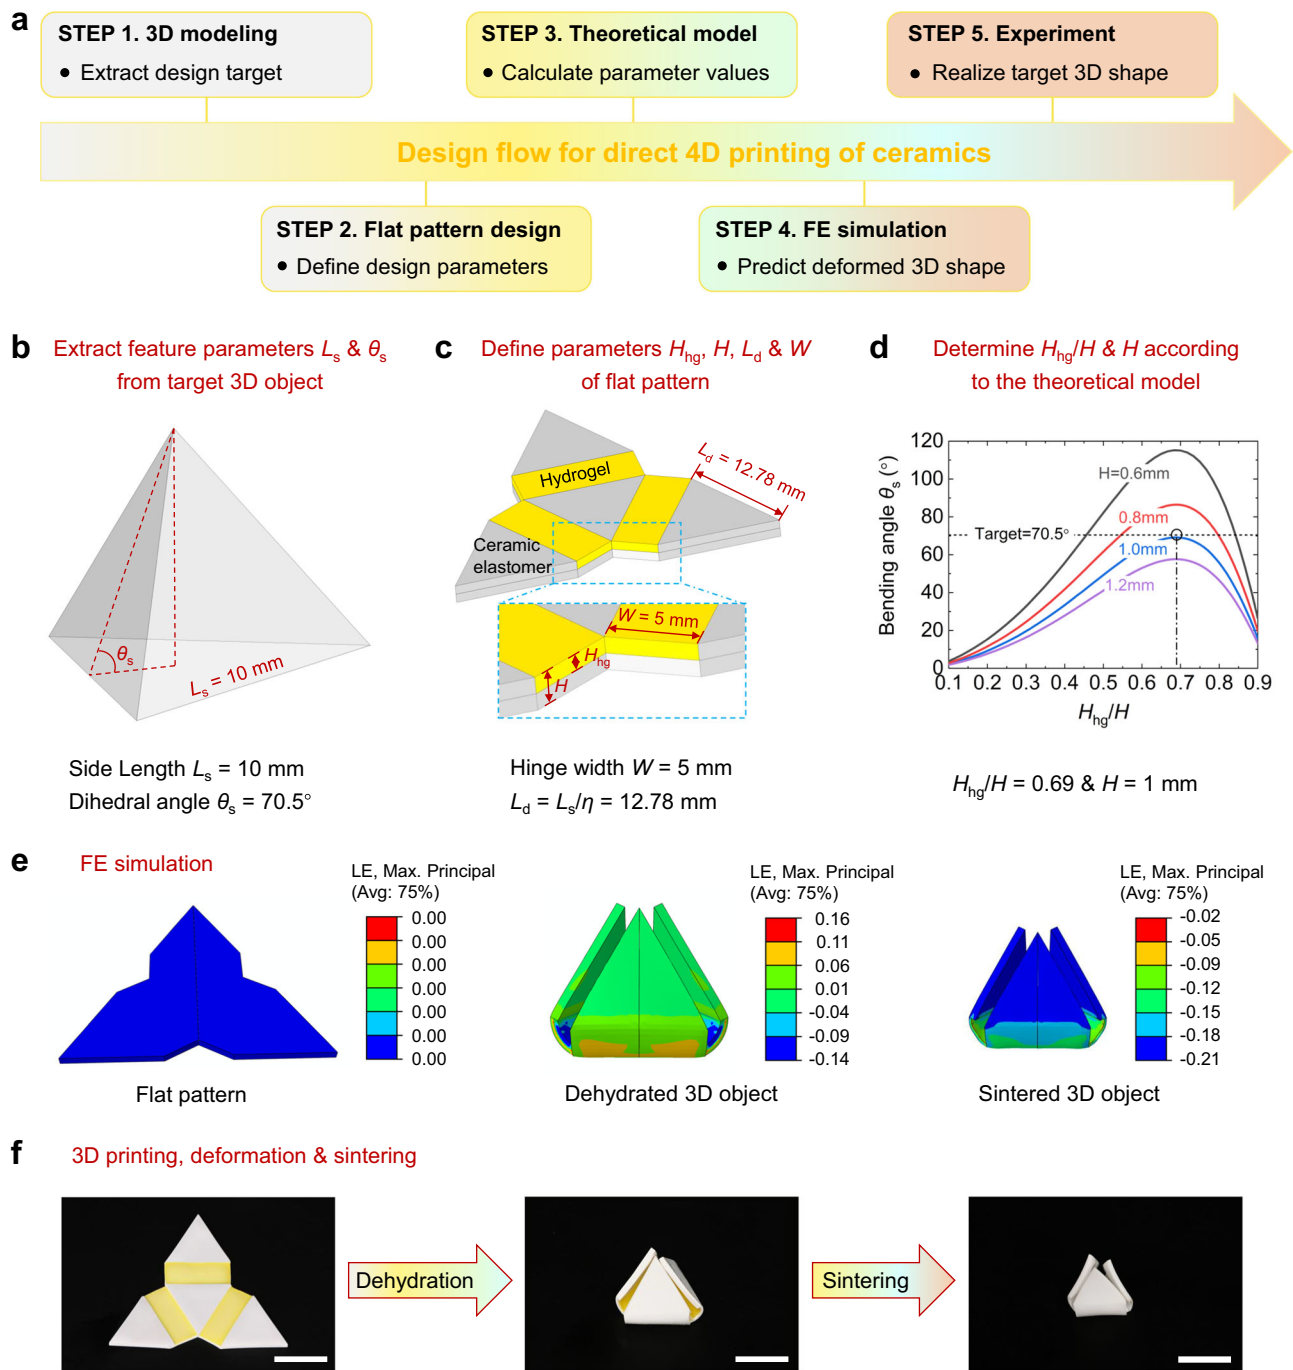 a
STEP 1. 3D modeling
• Extract design target
STEP 3. Theoretical model
• Calculate parameter values
STEP 5. Experiment
• Realize target 3D shape
Design flow for direct 4D printing of ceramics
STEP 2. Flat pattern design
• Define design parameters
STEP 4. FE simulation
• Predict deformed 3D shape
b
Extract feature parameters Ls & θs
from target 3D object
θs
Ls = 10 mm
Side Length Ls = 10 mm
Dihedral angle θs = 70.5°
c
Define parameters Hhg, H, Ld & W
of flat pattern
Hydrogel
Ld = 12.78 mm
Ceramic
elastomer
W = 5 mm
Hhg
H
Hinge width W = 5 mm
Ld = Ls/η = 12.78 mm
d
Determine Hhg/H & H according
to the theoretical model
Bending angle θs (°)
120
100
80
60
40
20
0
H=0.6mm
0.8mm
Target=70.5°
1.0mm
1.2mm
0.1 0.2 0.3 0.4 0.5 0.6 0.7 0.8 0.9
Hhg/H
Hhg/H = 0.69 & H = 1 mm
e
FE simulation
LE, Max. Principal
(Avg: 75%)
0.00
0.00
0.00
0.00
0.00
0.00
0.00
Flat pattern
LE, Max. Principal
(Avg: 75%)
0.16
0.11
0.06
0.01
-0.04
-0.09
-0.14
Dehydrated 3D object
LE, Max. Principal
(Avg: 75%)
-0.02
-0.05
-0.09
-0.12
-0.15
-0.18
-0.21
Sintered 3D object
f
3D printing, deformation & sintering
Dehydration
Sintering